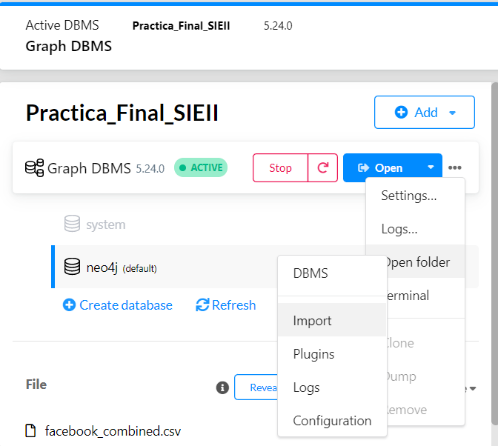 Active DBMS Practica_Final_SIEII 5.24.0
Graph DBMS
Practica_Final_SIEII
Add
Graph DBMS 5.24.0 ACTIVE Stop Open
Settings...
system
Logs...
neo4j (default)
Open folder
DBMS
Terminal
Create database Refresh
Import
Clone
Plugins
Dump
File
Logs
Remove
facebook_combined.csv
Configuration